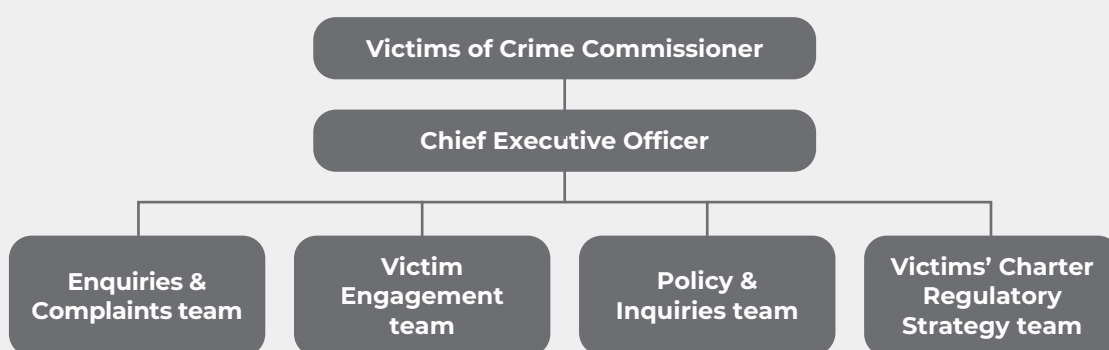 Victims of Crime Commissioner
Chief Executive Officer
Enquiries &
Complaints team
Victim
Engagement
team
Policy &
Inquiries team
Victims’ Charter
Regulatory
Strategy team